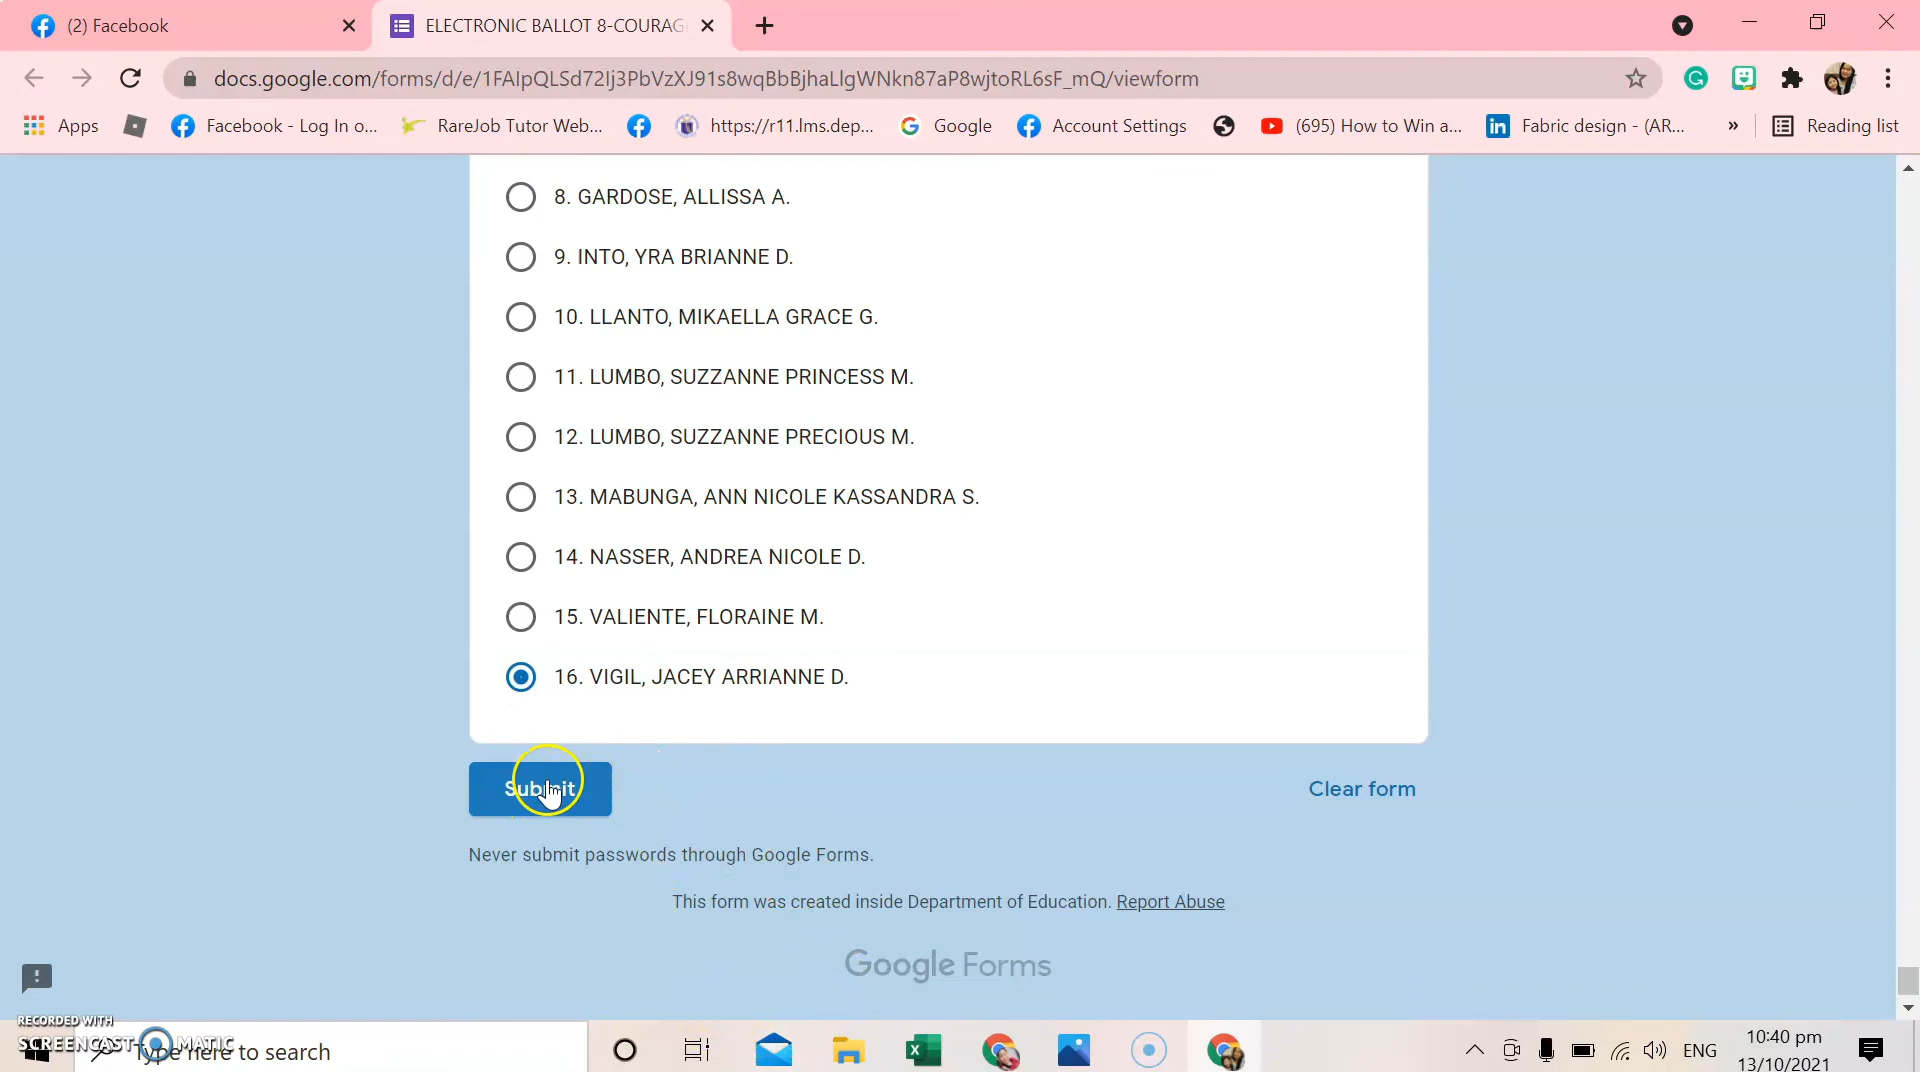 (2) Facebook
ELECTRONIC BALLOT 8-COURAG
docs.google.com/forms/d/e/1FAIpQLSd72Ij3PbVzXJ91s8wqBbBjhaLlgWNkn87aP8wjtoRL6sF_mQ/viewform
Apps
Facebook - Log In o...
RareJob Tutor Web...
https://r11.lms.dep...
Google
Account Settings
(695) How to Win a...
Fabric design - (AR...
»
Reading list
8. GARDOSE, ALLISSA A.
9. INTO, YRA BRIANNE D.
10. LLANTO, MIKAELLA GRACE G.
11. LUMBO, SUZZANNE PRINCESS M.
12. LUMBO, SUZZANNE PRECIOUS M.
13. MABUNGA, ANN NICOLE KASSANDRA S.
14. NASSER, ANDREA NICOLE D.
15. VALIENTE, FLORAINE M.
16. VIGIL, JACEY ARRIANNE D.
Submit
Clear form
Never submit passwords through Google Forms.
This form was created inside Department of Education. Report Abuse
Google Forms
RECORDED WITH
SCREENCAST-O-MATIC
Type here to search
ENG
10:40 pm
13/10/2021